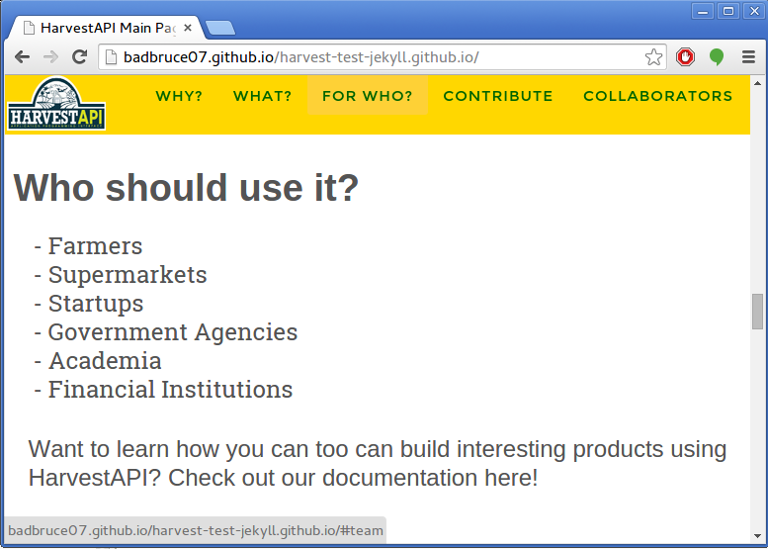 HarvestAPI Main Pag
badbruce07.github.io/harvest-test-jekyll.github.io/
HARVESTAPI
WHY?
WHAT?
FOR WHO?
CONTRIBUTE
COLLABORATORS
Who should use it?
- Farmers
- Supermarkets
- Startups
- Government Agencies
- Academia
- Financial Institutions
Want to learn how you can too can build interesting products using
HarvestAPI? Check out our documentation here!
badbruce07.github.io/harvest-test-jekyll.github.io/#team